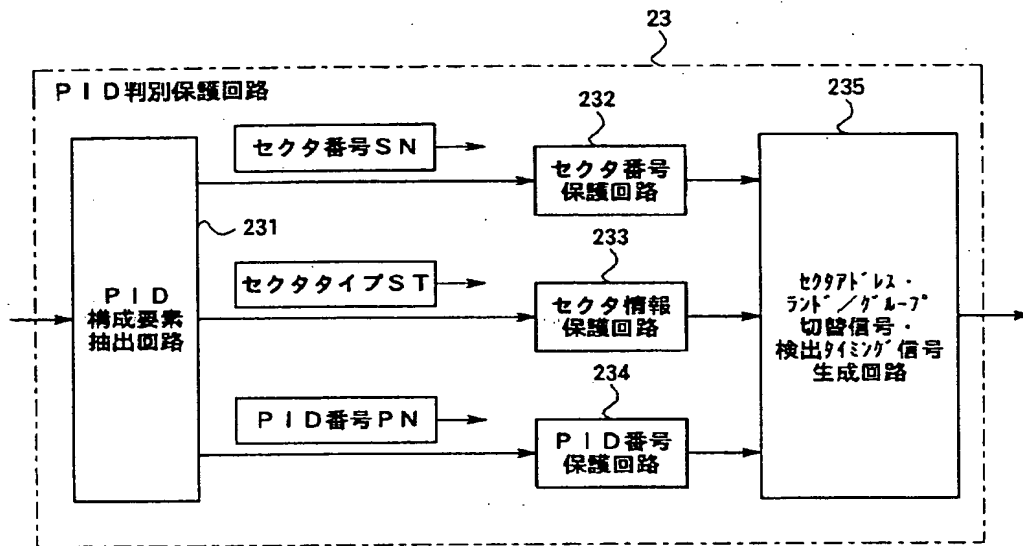 23
ＰＩＤ判別保護回路
235
232
セクタ番号ＳＮ
セクタ番号
保護回路
231
233
セクタタイプＳＴ
セクタ情報
保護回路
ＰＩＤ
構成要素
抽出回路
ｾｸﾀｱﾄﾞﾚｽ・
ﾗﾝﾄﾞ／ｸﾞﾙｰﾌﾟ
切替信号・
検出ﾀｲﾐﾝｸﾞ信号
生成回路
234
ＰＩＤ番号ＰＮ
ＰＩＤ番号
保護回路